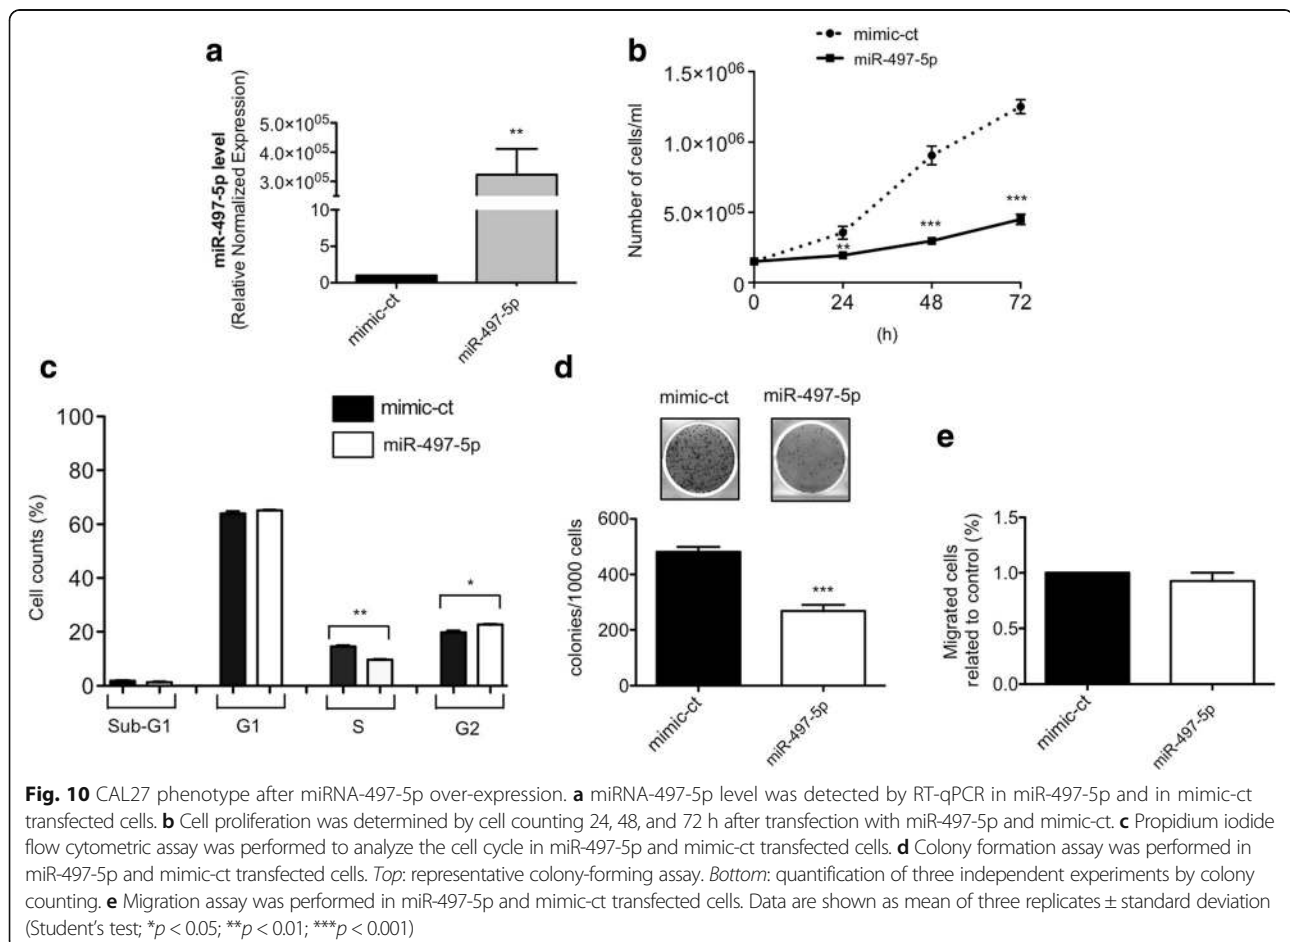 a
miR-497-5p level
(Relative Normalized Expression)
5.0×10⁰⁵
4.0×10⁰⁵
3.0×10⁰⁵
10
5
0
**
mimic-ct
miR-497-5p
b
mimic-ct
miR-497-5p
Number of cells/ml
1.5×10⁰⁶
1.0×10⁰⁶
5.0×10⁰⁵
0
**
***
***
0 24 48 72
(h)
c
mimic-ct
miR-497-5p
Cell counts (%)
100
80
60
40
20
0
**
*
Sub-G1 G1 S G2
d
mimic-ct miR-497-5p
colonies/1000 cells
600
400
200
0
***
mimic-ct
miR-497-5p
e
Migrated cells
related to control (%)
1.5
1.0
0.5
0.0
mimic-ct
miR-497-5p
Fig. 10 CAL27 phenotype after miRNA-497-5p over-expression. a miRNA-497-5p level was detected by RT-qPCR in miR-497-5p and in mimic-ct
transfected cells. b Cell proliferation was determined by cell counting 24, 48, and 72 h after transfection with miR-497-5p and mimic-ct. c Propidium iodide
flow cytometric assay was performed to analyze the cell cycle in miR-497-5p and mimic-ct transfected cells. d Colony formation assay was performed in
miR-497-5p and mimic-ct transfected cells. Top: representative colony-forming assay. Bottom: quantification of three independent experiments by colony
counting. e Migration assay was performed in miR-497-5p and mimic-ct transfected cells. Data are shown as mean of three replicates ± standard deviation
(Student's test; *p < 0.05; **p < 0.01; ***p < 0.001)